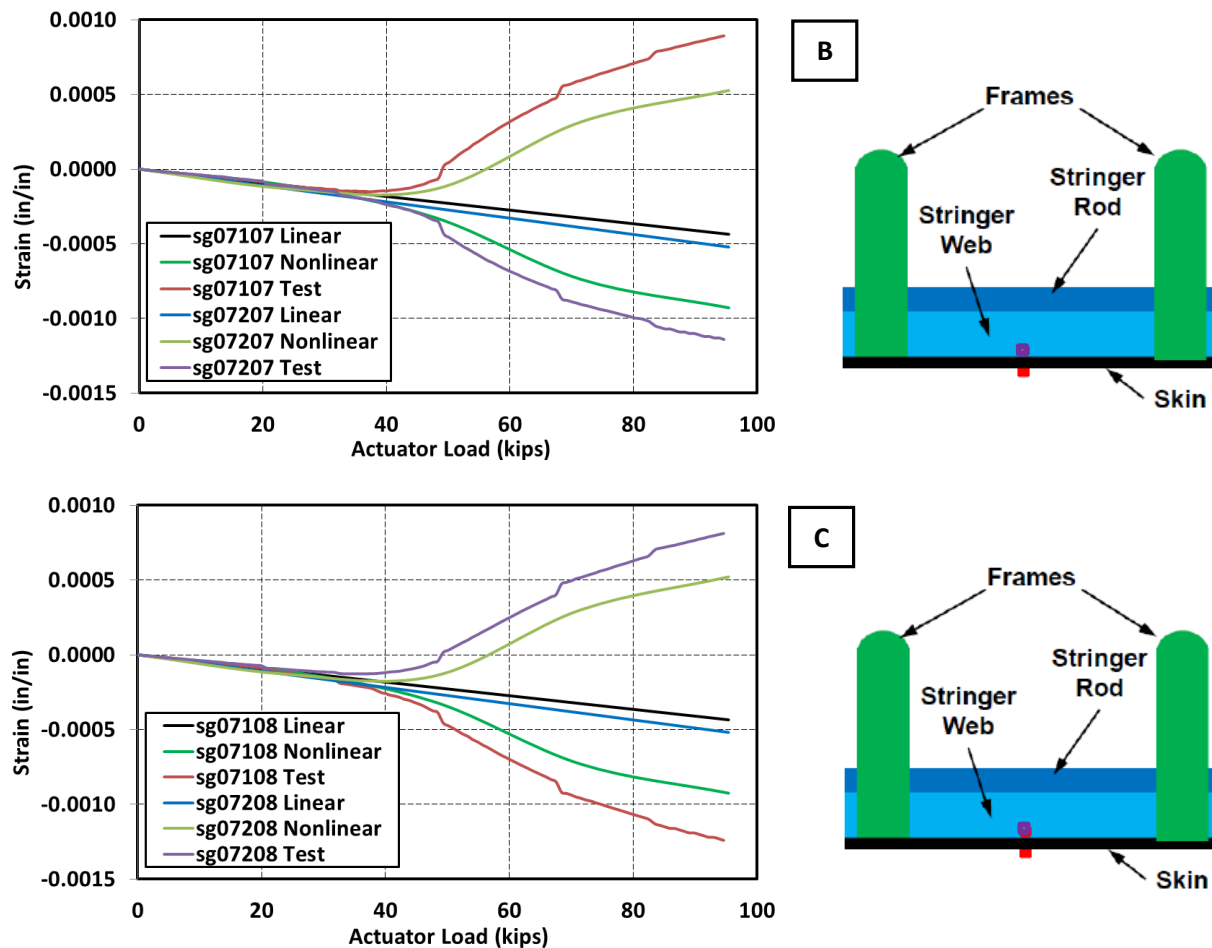 0.0010
0.0005
0.0000
-0.0005
-0.0010
-0.0015
Strain (in/in)
sg07107 Linear
sg07107 Nonlinear
sg07107 Test
sg07207 Linear
sg07207 Nonlinear
sg07207 Test
0 20 40 60 80 100
Actuator Load (kips)
B
Frames
Stringer
Rod
Stringer
Web
Skin
0.0010
0.0005
0.0000
-0.0005
-0.0010
-0.0015
Strain (in/in)
sg07108 Linear
sg07108 Nonlinear
sg07108 Test
sg07208 Linear
sg07208 Nonlinear
sg07208 Test
0 20 40 60 80 100
Actuator Load (kips)
C
Frames
Stringer
Rod
Stringer
Web
Skin